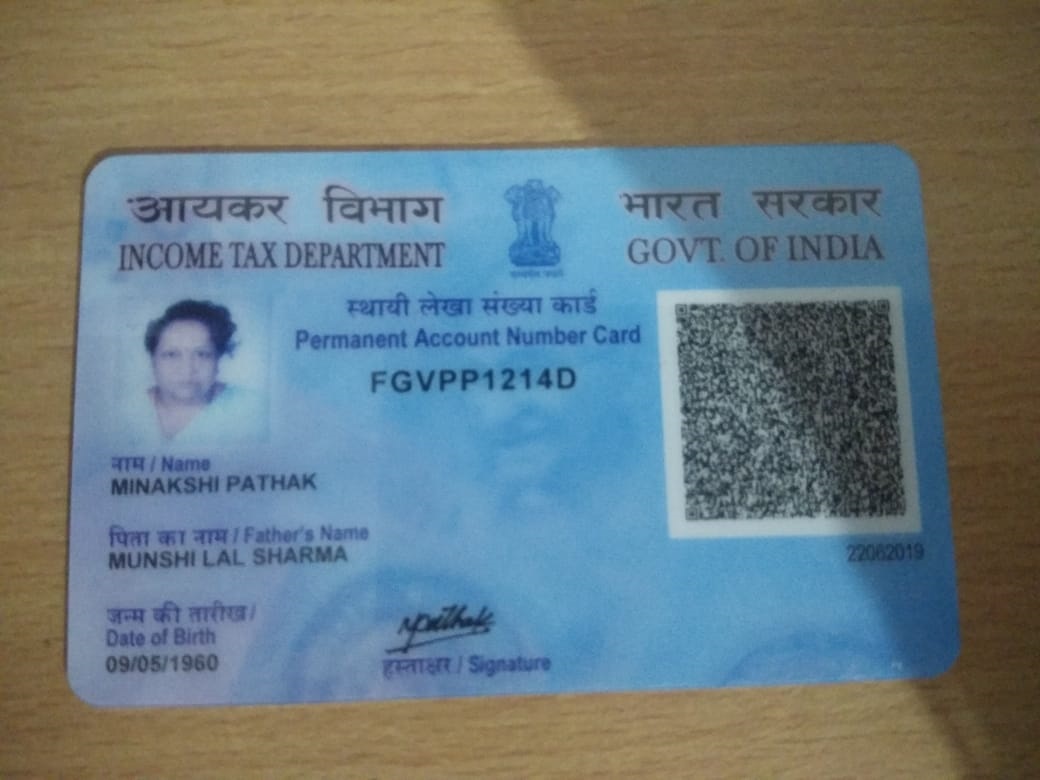 आयकर विभाग
INCOME TAX DEPARTMENT
भारत सरकार
GOVT. OF INDIA
स्थायी लेखा संख्या कार्ड
Permanent Account Number Card
FGVPP1214D
नाम / Name
MINAKSHI PATHAK
पिता का नाम / Father's Name
MUNSHI LAL SHARMA
22062019
जन्म की तारीख /
Date of Birth
09/05/1960
MPathak
हस्ताक्षर / Signature